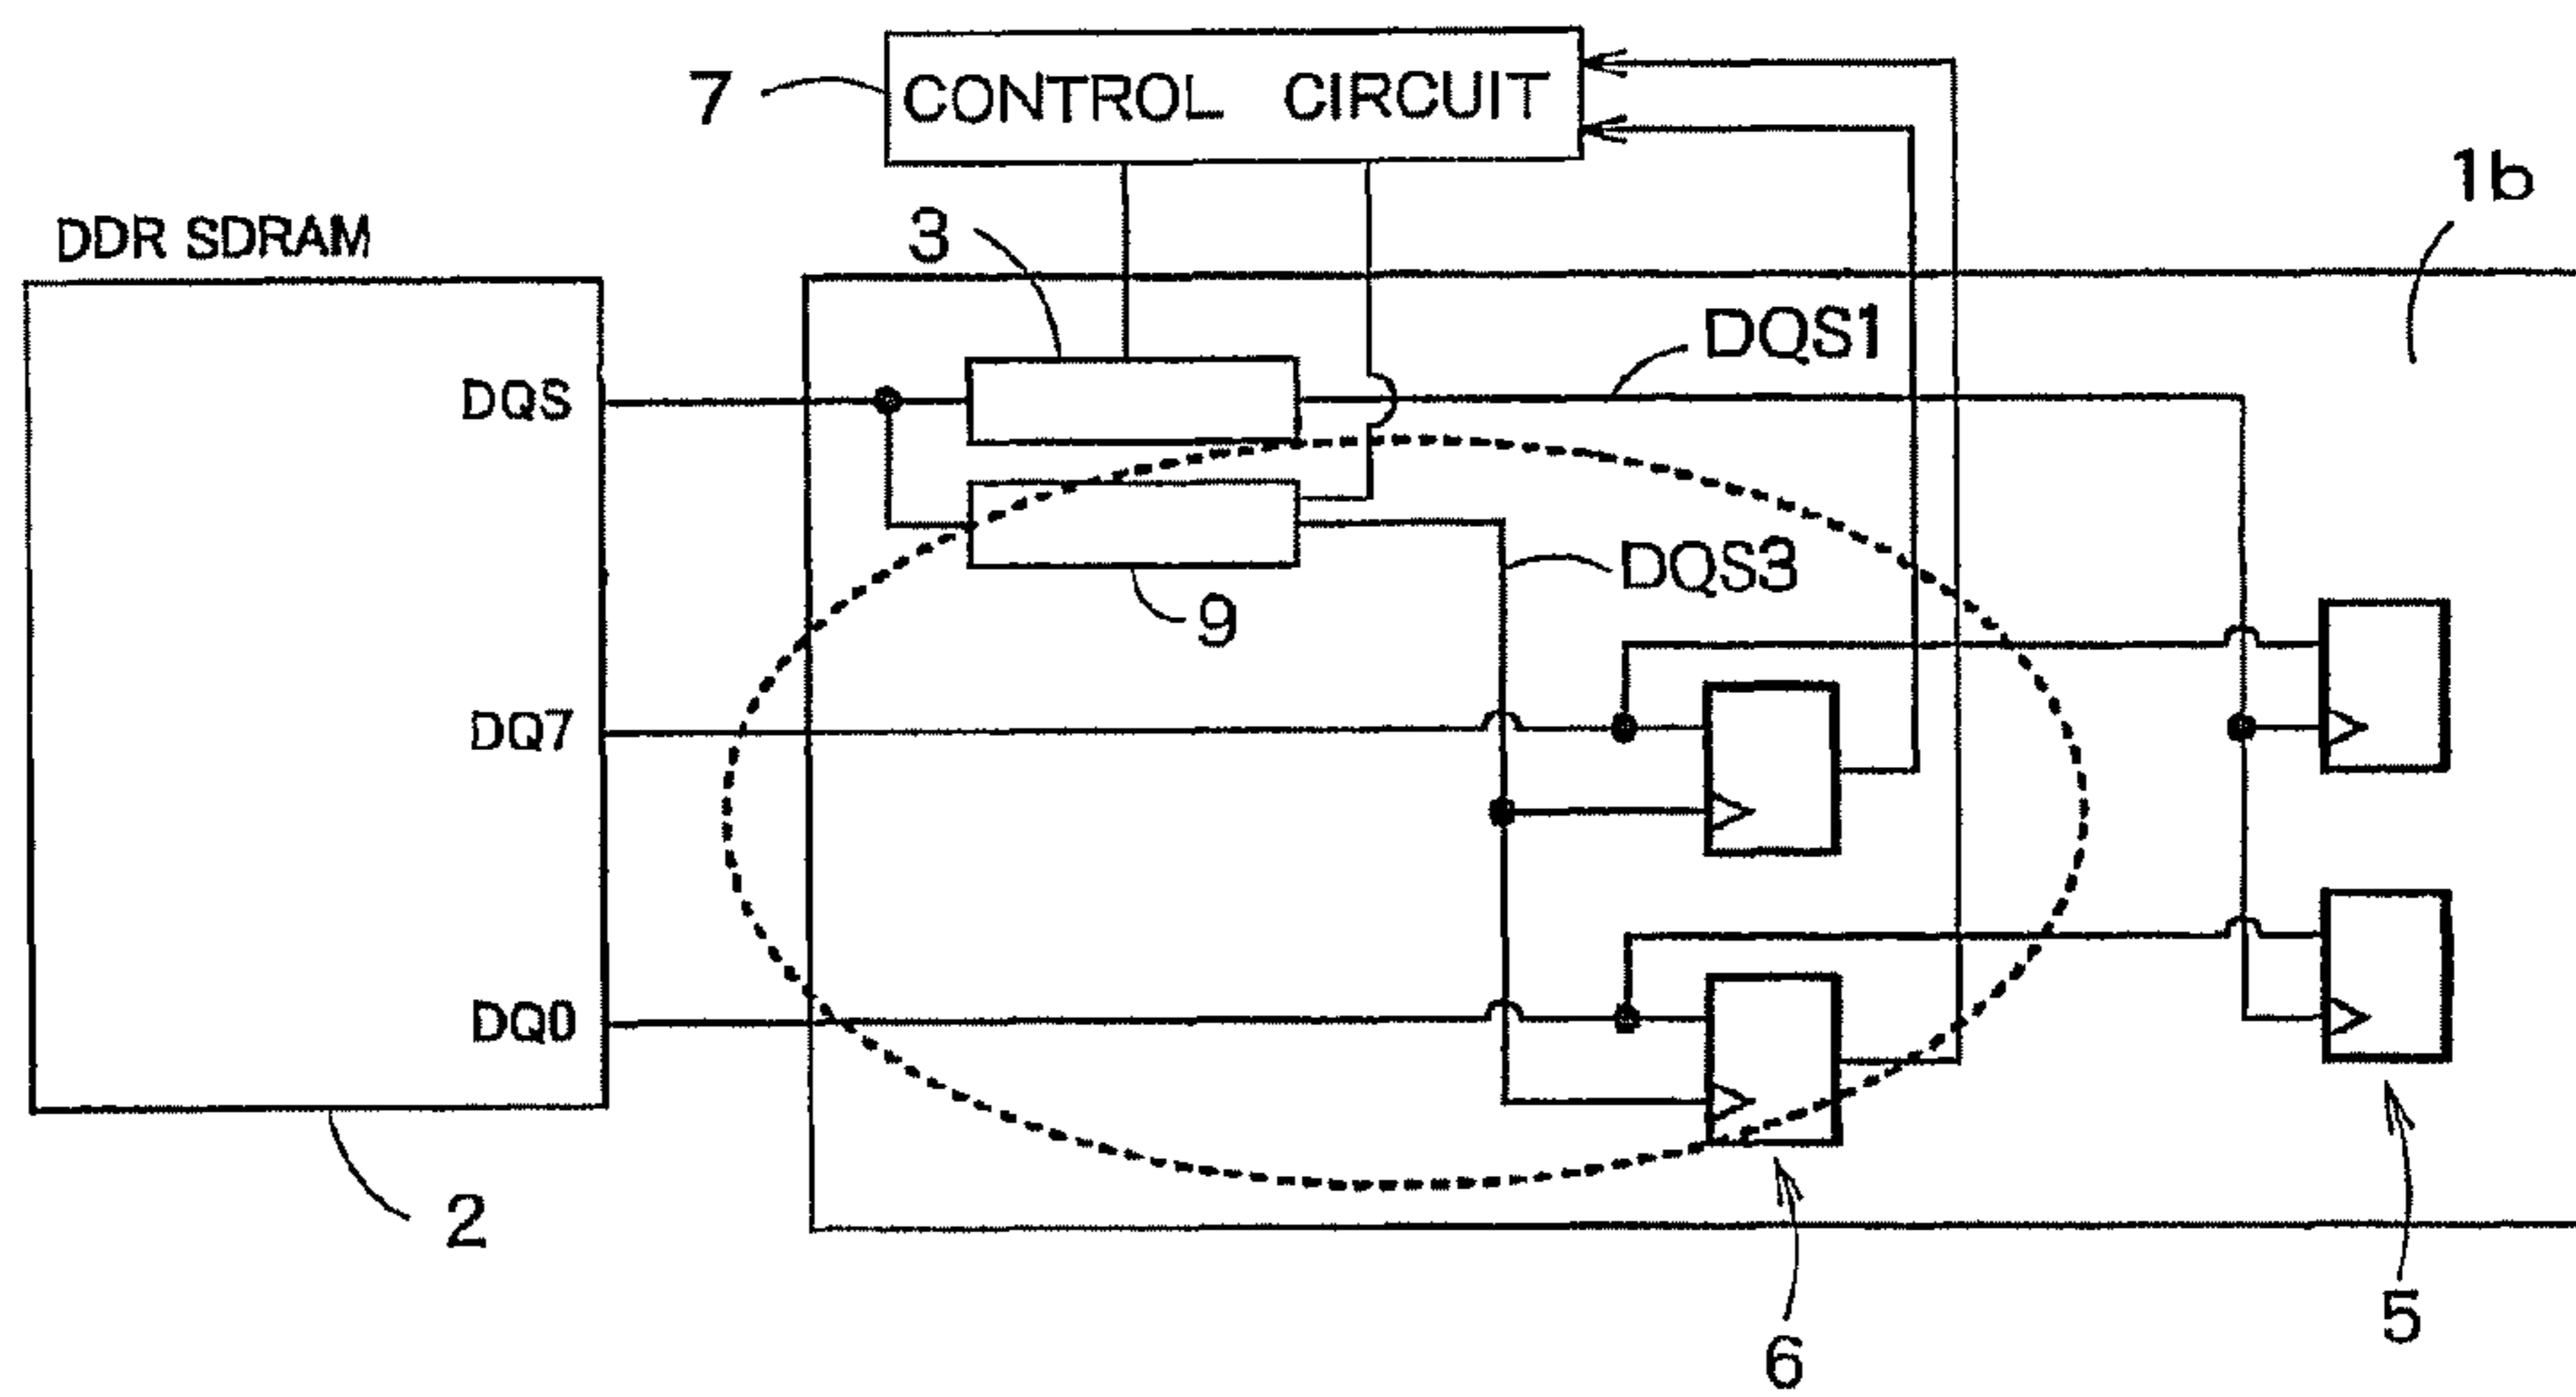 7
CONTROL CIRCUIT
1b
DDR SDRAM
3
DQS1
DQS
DQS3
9
DQ7
DQ0
2
5
6